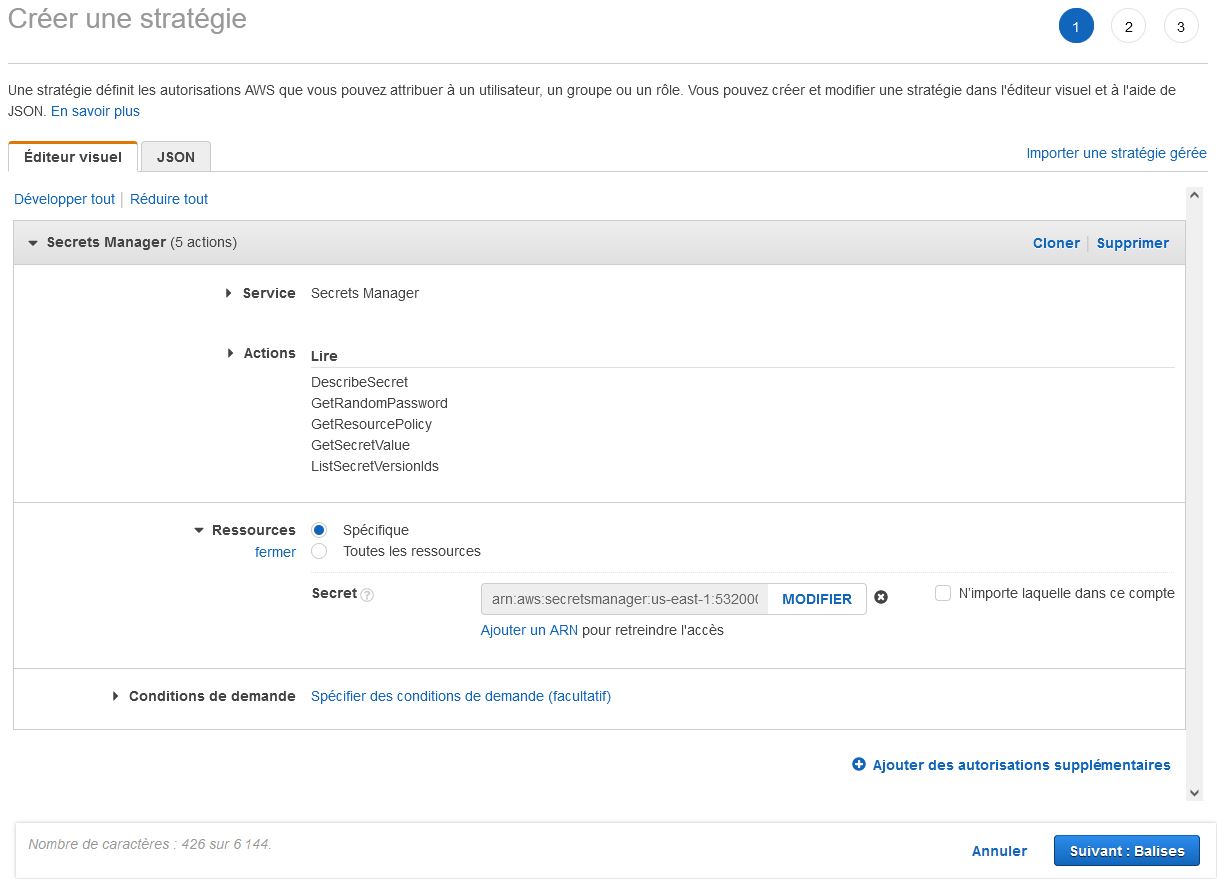 Créer une stratégie
1 2 3
Une stratégie définit les autorisations AWS que vous pouvez attribuer à un utilisateur, un groupe ou un rôle. Vous pouvez créer et modifier une stratégie dans l'éditeur visuel et à l'aide de
JSON. En savoir plus
Éditeur visuel JSON Importer une stratégie gérée
Développer tout | Réduire tout
Secrets Manager (5 actions) Cloner | Supprimer
Service Secrets Manager
Actions Lire
DescribeSecret
GetRandomPassword
GetResourcePolicy
GetSecretValue
ListSecretVersionIds
Ressources Spécifique
fermer Toutes les ressources
Secret ? arn:aws:secretsmanager:us-east-1:532000 MODIFIER N'importe laquelle dans ce compte
Ajouter un ARN pour retreindre l'accès
Conditions de demande Spécifier des conditions de demande (facultatif)
Ajouter des autorisations supplémentaires
Nombre de caractères : 426 sur 6 144.
Annuler Suivant : Balises